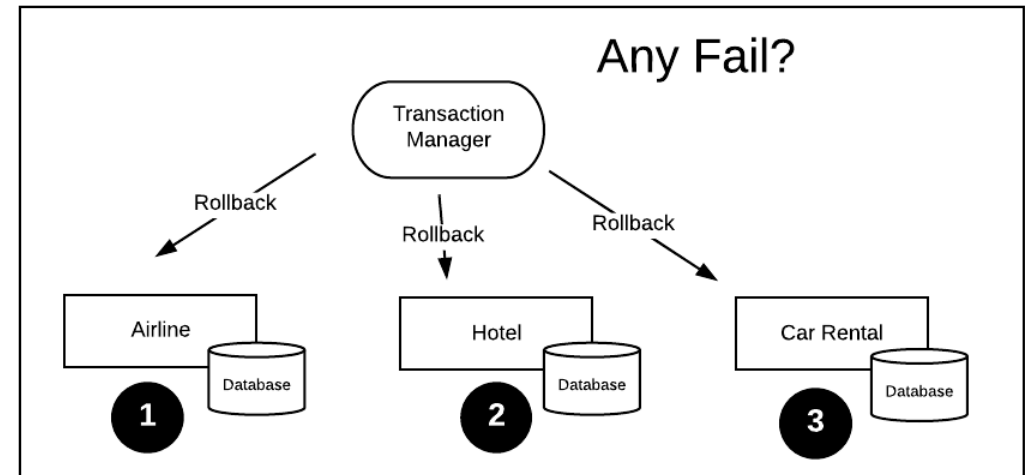 Any Fail?
Transaction
Manager
Rollback
Rollback
Rollback
Airline
Database
Hotel
Database
Car Rental
Database
1
2
3